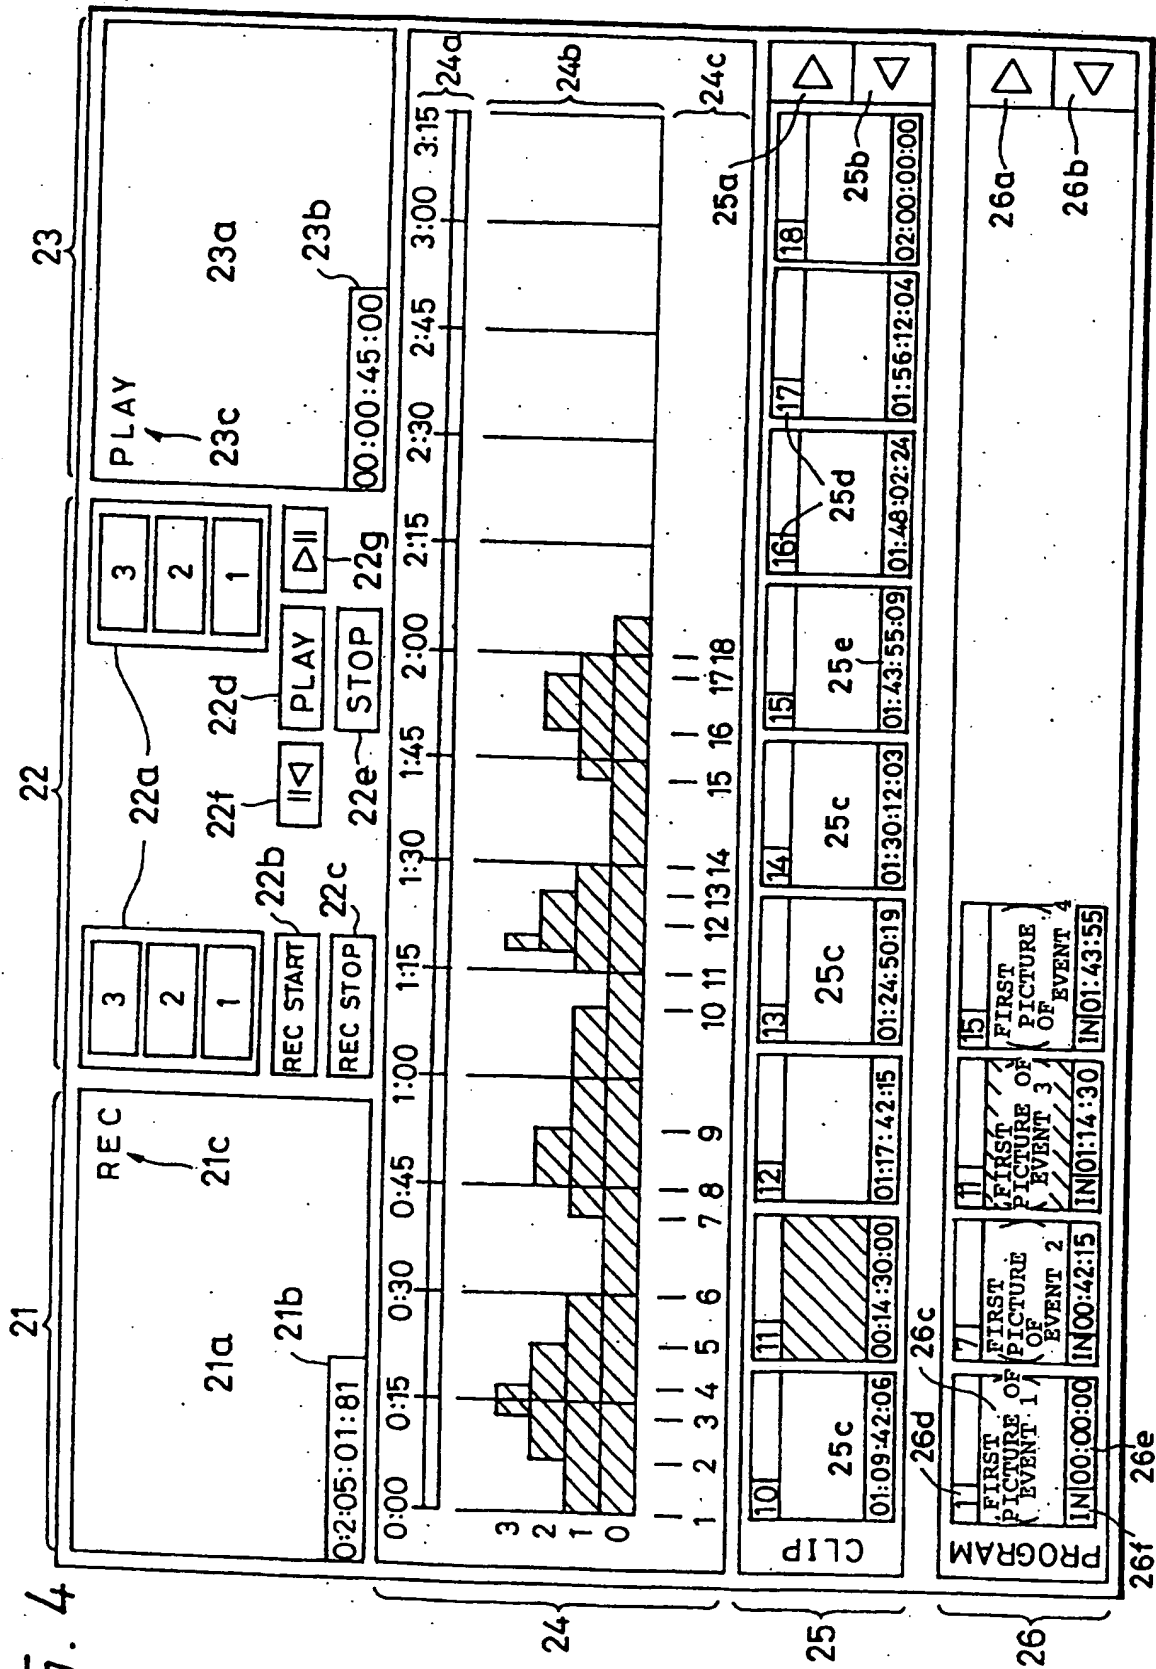 . 4
21
22
23
REC
21c
21a
21b
0:2:05:01:81
3
2
1
22a
3
2
1
REC START
22b
REC STOP
22c
22f
22d
PLAY
22g
STOP
22e
PLAY
23c
23a
23b
00:00:45:00
24
0:00 0:15 0:30 0:45 1:00 1:15 1:30 1:45 2:00 2:15 2:30 2:45 3:00 3:15
24a
3
2
1
0
24b
1 2 3 4 5 6 7 8 9 10 11 12 13 14 15 16 17 18
24c
25
CLIP
10
25c
01:09:42:06
11
00:14:30:00
12
01:17:42:15
13
25c
01:24:50:19
14
25c
01:30:12:03
15
25e
01:43:55:09
16
25d
01:48:02:24
17
01:56:12:04
18
02:00:00:00
25a
25b
26
PROGRAM
26d
26c
1
FIRST
PICTURE OF
EVENT 1
IN 00:00:00
26f
26e
7
FIRST
PICTURE
OF
EVENT 2
IN 00:42:15
11
FIRST
PICTURE OF
EVENT 3
IN 01:14:30
15
FIRST
PICTURE
OF
EVENT 4
IN 01:43:55
26a
26b